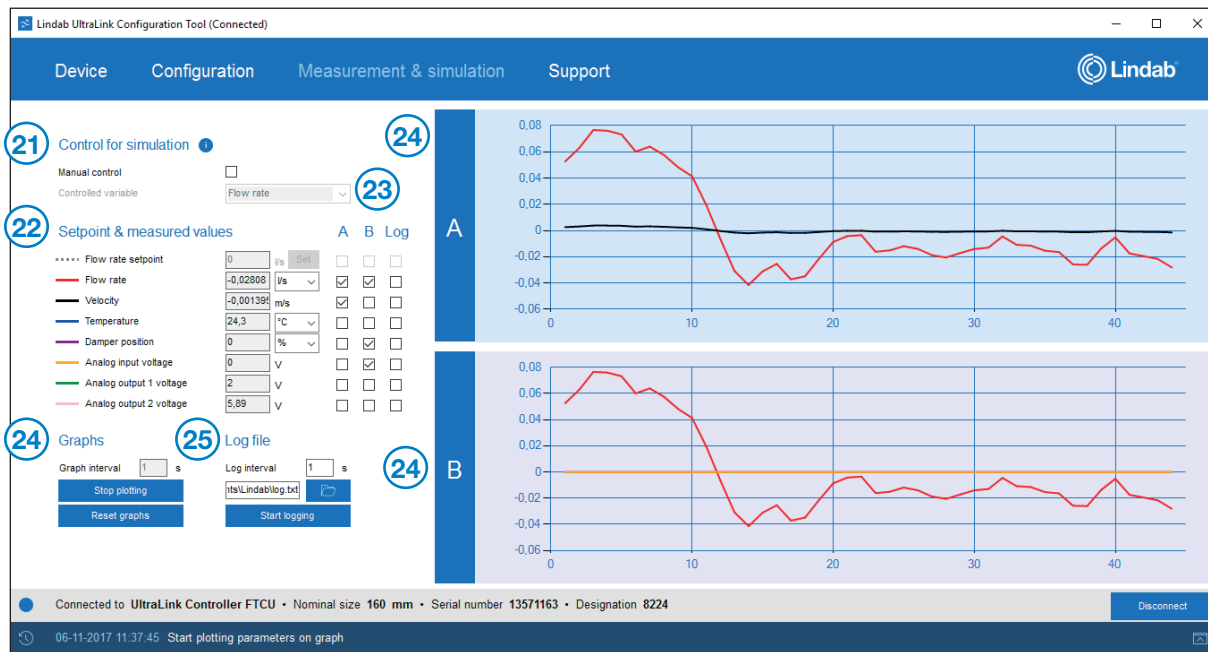 Lindab UltraLink Configuration Tool (Connected)
Device Configuration Measurement & simulation Support
Lindab
21 Control for simulation i
Manual control
Controlled variable Flow rate 23
22 Setpoint & measured values A B Log
Flow rate setpoint 0 l/s Set
Flow rate -0,02808 l/s
Velocity -0,001395 m/s
Temperature 24,3 °C
Damper position 0 %
Analog input voltage 0 V
Analog output 1 voltage 2 V
Analog output 2 voltage 5,89 V
24 Graphs
Graph interval 1 s
Stop plotting
Reset graphs
25 Log file
Log interval 1 s
nts\Lindab\log.txt
Start logging
24
A
0,08
0,06
0,04
0,02
0
-0,02
-0,04
-0,06
0 10 20 30 40
24
B
0,08
0,06
0,04
0,02
0
-0,02
-0,04
-0,06
0 10 20 30 40
Connected to UltraLink Controller FTCU • Nominal size 160 mm • Serial number 13571163 • Designation 8224
Disconnect
06-11-2017 11:37:45 Start plotting parameters on graph